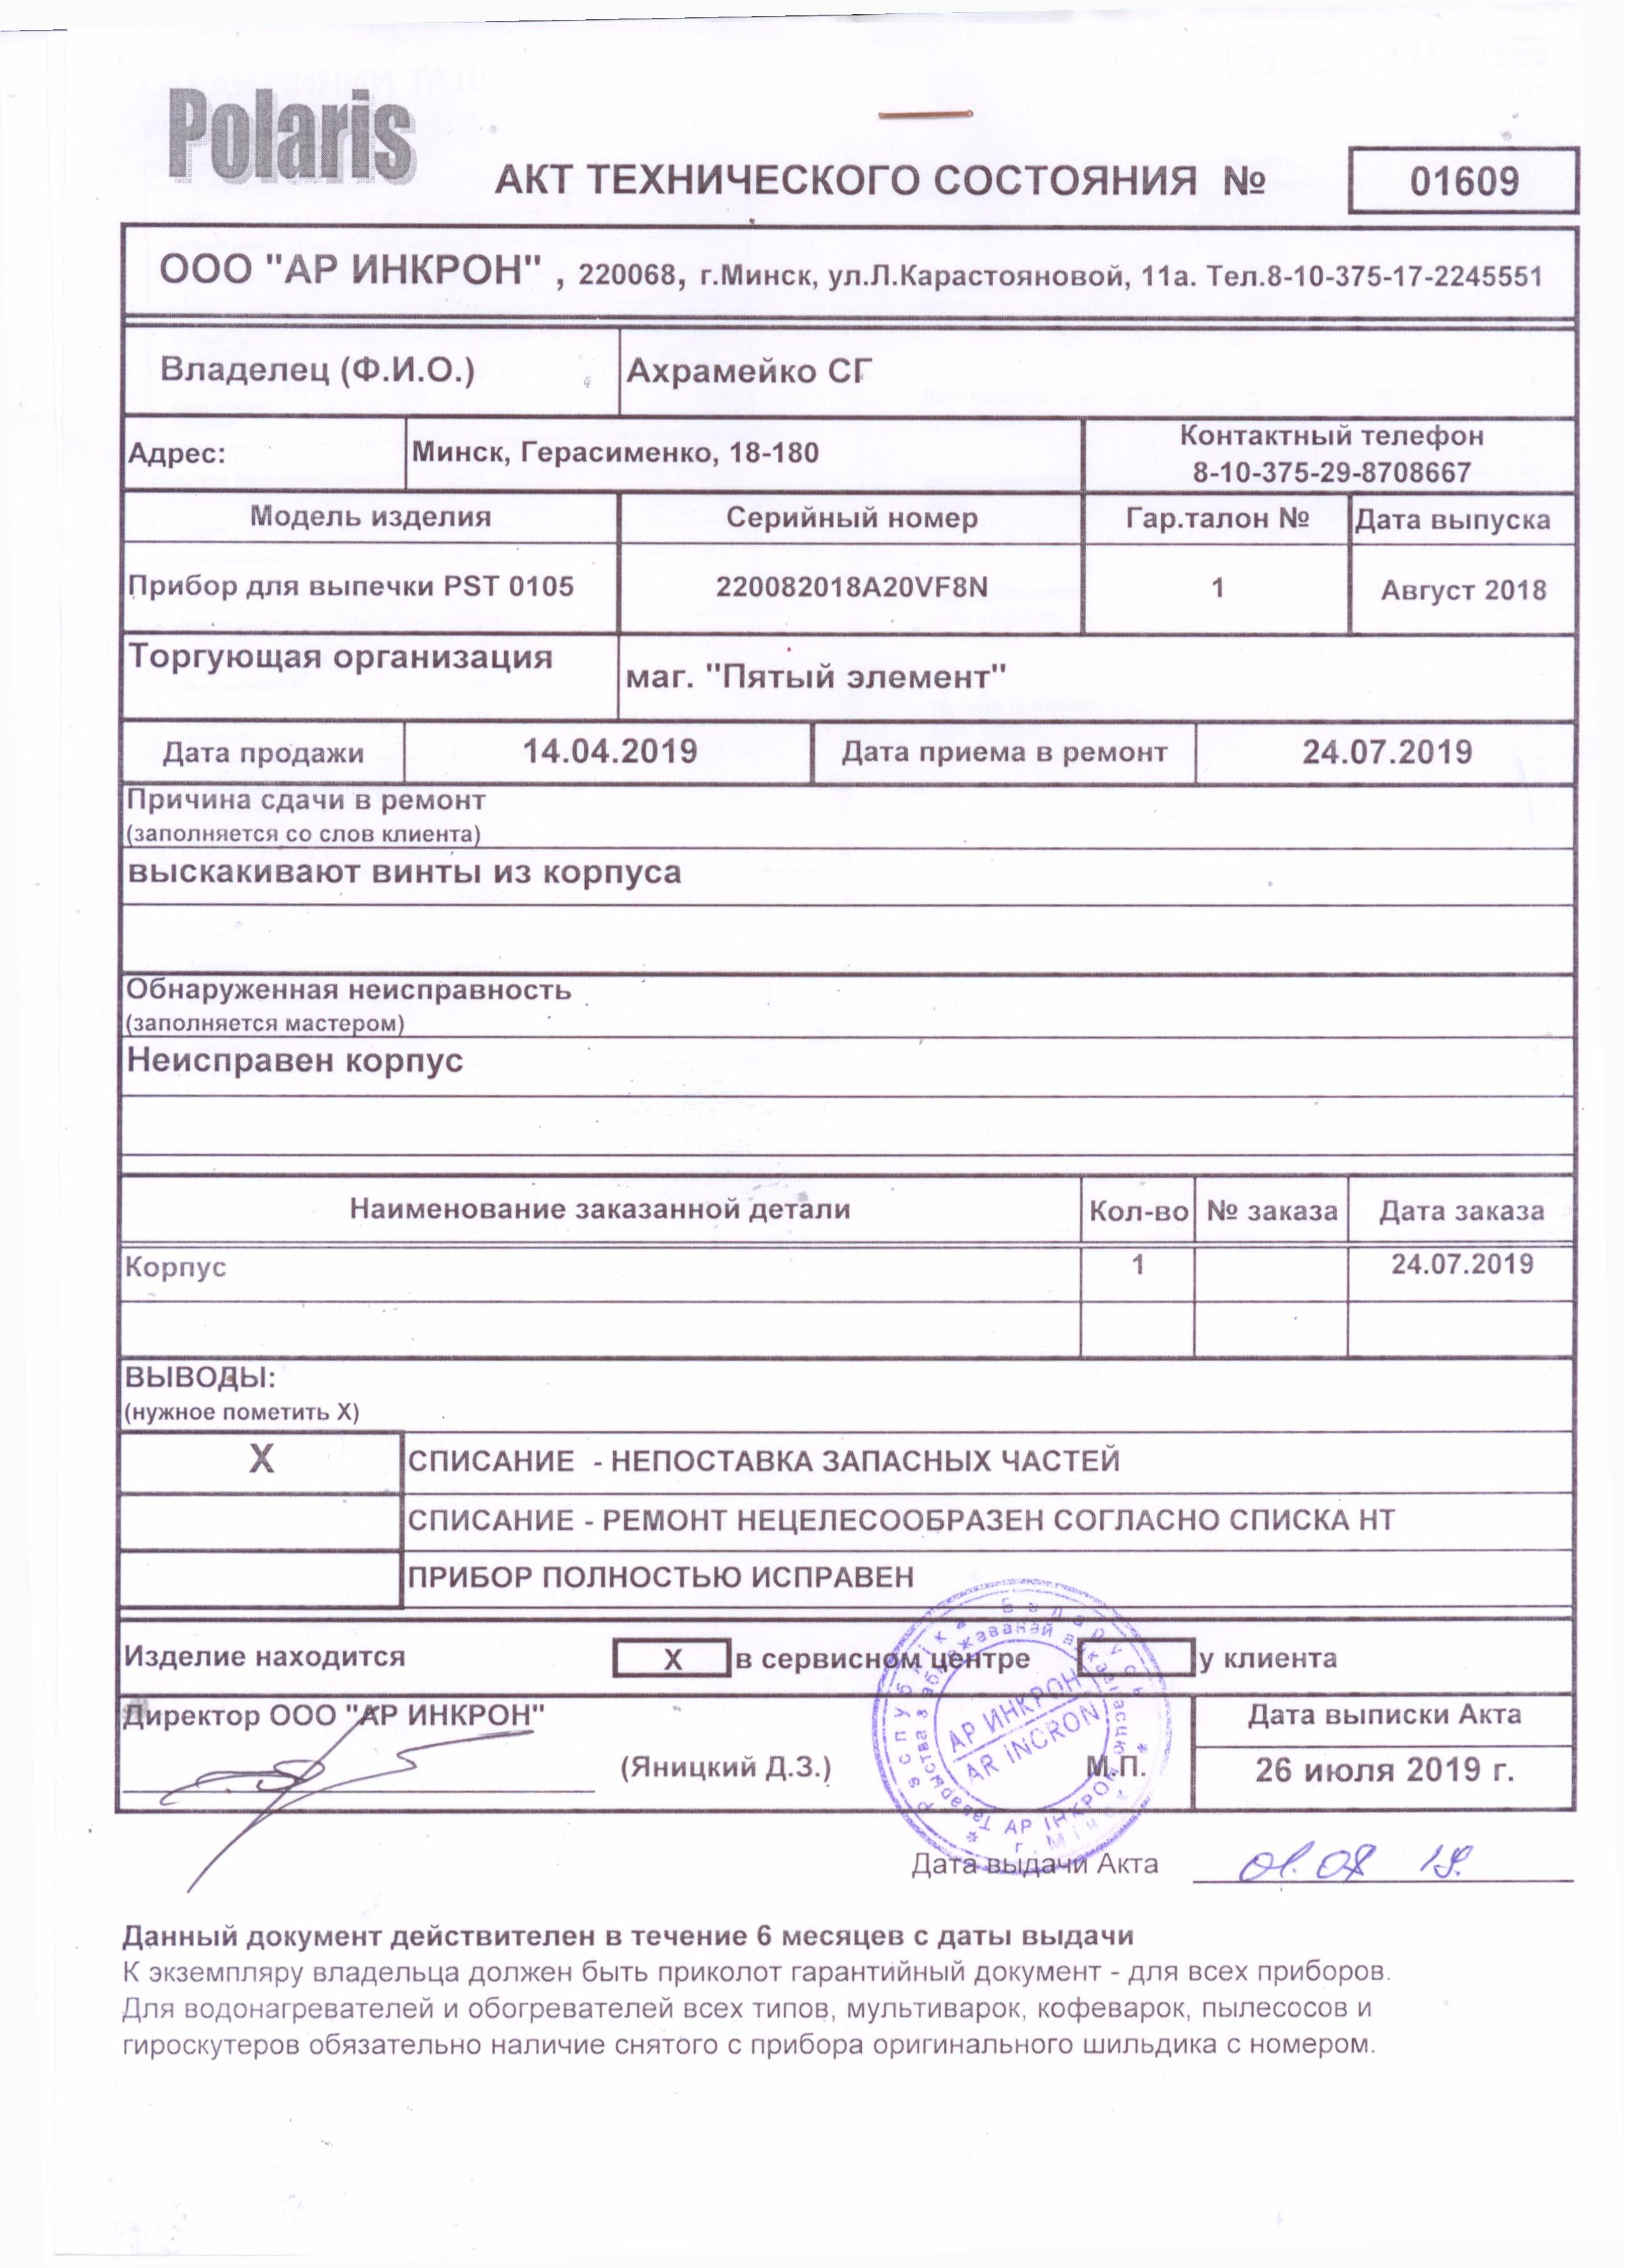 Polaris
АКТ ТЕХНИЧЕСКОГО СОСТОЯНИЯ № 01609
ООО "АР ИНКРОН" , 220068, г.Минск, ул.Л.Карастояновой, 11а. Тел.8-10-375-17-2245551
Владелец (Ф.И.О.) Ахрамейко СГ
Адрес: Минск, Герасименко, 18-180 Контактный телефон
8-10-375-29-8708667
Модель изделия Серийный номер Гар.талон № Дата выпуска
Прибор для выпечки PST 0105 220082018A20VF8N 1 Август 2018
Торгующая организация маг. "Пятый элемент"
Дата продажи 14.04.2019 Дата приема в ремонт 24.07.2019
Причина сдачи в ремонт
(заполняется со слов клиента)
выскакивают винты из корпуса
Обнаруженная неисправность
(заполняется мастером)
Неисправен корпус
Наименование заказанной детали Кол-во № заказа Дата заказа
Корпус 1 24.07.2019
ВЫВОДЫ:
(нужное пометить X)
X СПИСАНИЕ - НЕПОСТАВКА ЗАПАСНЫХ ЧАСТЕЙ
СПИСАНИЕ - РЕМОНТ НЕЦЕЛЕСООБРАЗЕН СОГЛАСНО СПИСКА НТ
ПРИБОР ПОЛНОСТЬЮ ИСПРАВЕН
Изделие находится X в сервисном центре у клиента
Директор ООО "АР ИНКРОН" Дата выписки Акта
(Яницкий Д.З.) М.П. 26 июля 2019 г.
Рэспубліка Беларусь
г. Мінск
Таварыства з абмежаванай адказнасцю
АР ІНКРОН
АР ИНКРОН
AR INCRON
Дата выдачи Акта 01.08 19.
Данный документ действителен в течение 6 месяцев с даты выдачи
К экземпляру владельца должен быть приколот гарантийный документ - для всех приборов.
Для водонагревателей и обогревателей всех типов, мультиварок, кофеварок, пылесосов и
гироскутеров обязательно наличие снятого с прибора оригинального шильдика с номером.